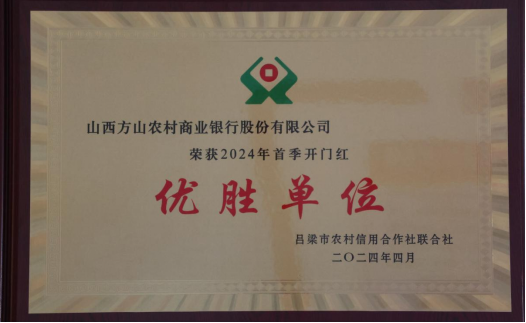 山西方山农村商业银行股份有限公司
荣获2024年首季开门红
优胜单位
吕梁市农村信用合作社联合社
二〇二四年四月